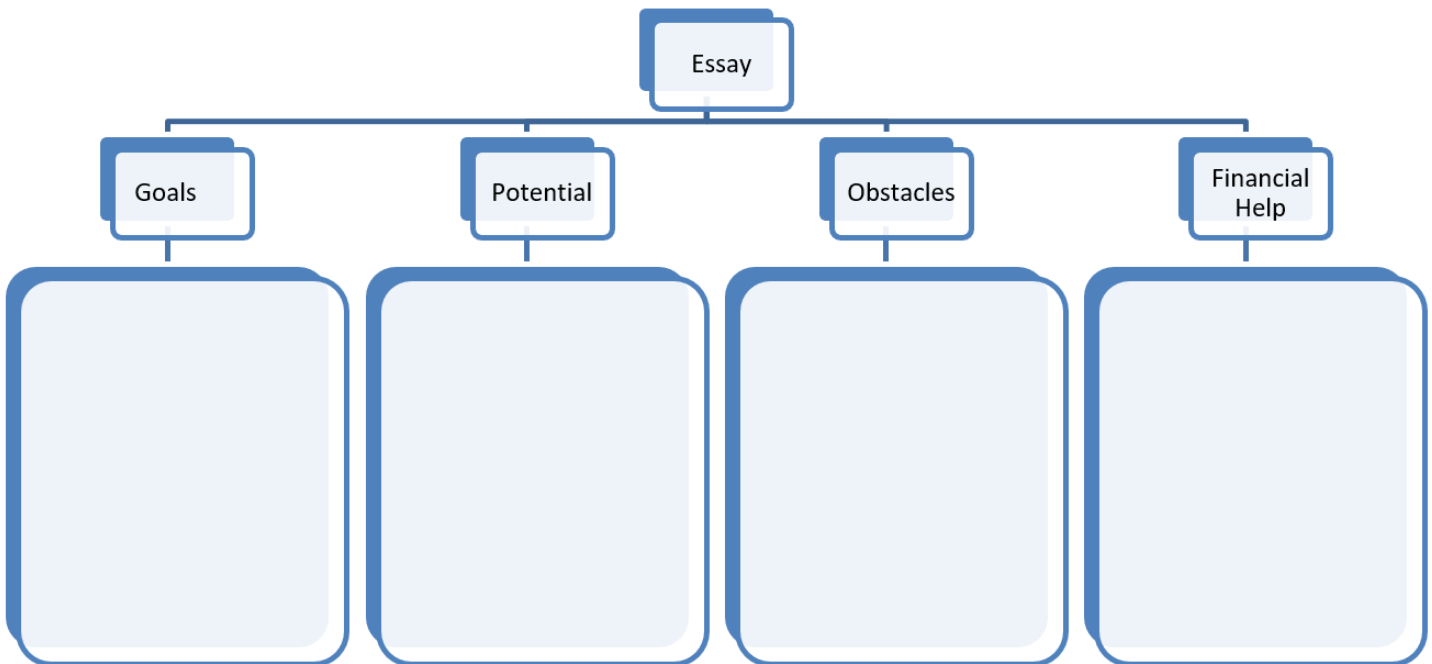 Essay
Goals
Potential
Obstacles
Financial
Help